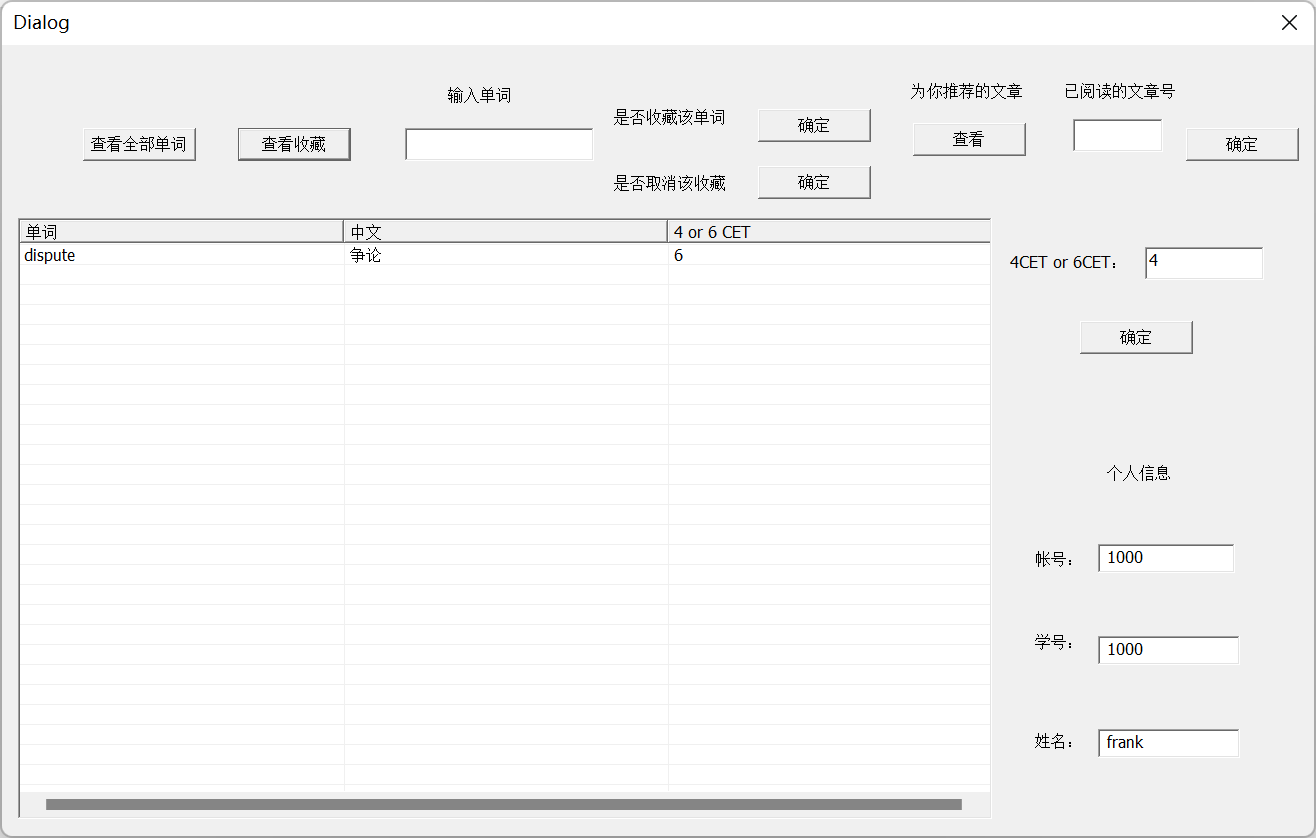 Dialog
输入单词
为你推荐的文章
已阅读的文章号
是否收藏该单词
确定
查看全部单词
查看收藏
查看
确定
是否取消该收藏
确定
单词 中文 4 or 6 CET
dispute 争论 6
4CET or 6CET： 4
确定
个人信息
帐号： 1000
学号： 1000
姓名： frank